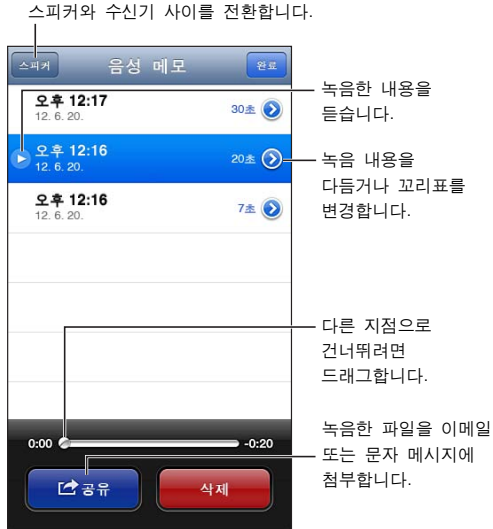 스피커와 수신기 사이를 전환합니다.
스피커
음성 메모
완료
오후 12:17
12. 6. 20.
30초
녹음한 내용을
듣습니다.
오후 12:16
12. 6. 20.
20초
녹음 내용을
다듬거나 꼬리표를
변경합니다.
오후 12:16
12. 6. 20.
7초
다른 지점으로
건너뛰려면
드래그합니다.
0:00
-0:20
녹음한 파일을 이메일
또는 문자 메시지에
첨부합니다.
공유
삭제